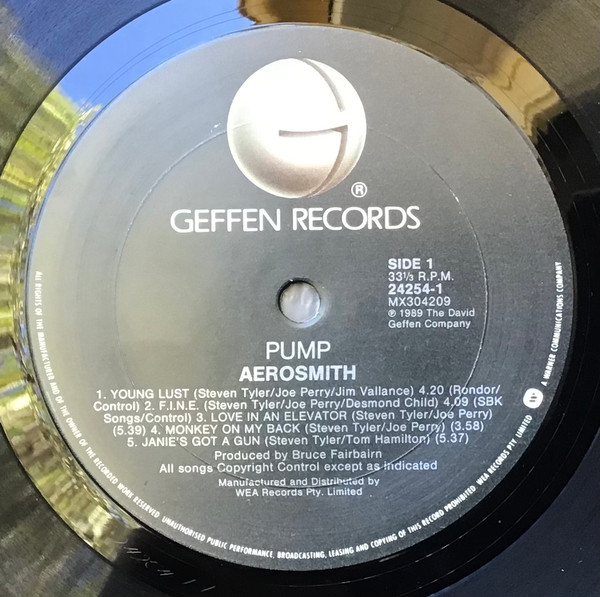 ®
GEFFEN RECORDS
SIDE 1
33⅓ R.P.M.
24254-1
MX304209
℗ 1989 The David
Geffen Company
PUMP
AEROSMITH
1. YOUNG LUST (Steven Tyler/Joe Perry/Jim Vallance) 4.20 (Rondor/
Control) 2. F.I.N.E. (Steven Tyler/Joe Perry/Desmond Child) 4.09 (SBK
Songs/Control) 3. LOVE IN AN ELEVATOR (Steven Tyler/Joe Perry)
(5.39) 4. MONKEY ON MY BACK (Steven Tyler/Joe Perry) (3.58)
5. JANIE'S GOT A GUN (Steven Tyler/Tom Hamilton) (5.37)
Produced by Bruce Fairbairn
All songs Copyright Control except as indicated
Manufactured and Distributed by
WEA Records Pty. Limited
ALL RIGHTS OF THE MANUFACTURER AND OF THE OWNER OF THE RECORDED WORK RESERVED. UNAUTHORISED PUBLIC PERFORMANCE, BROADCASTING, LEASING AND COPYING OF THIS RECORD PROHIBITED. WEA RECORDS PTY. LIMITED
A WARNER COMMUNICATIONS COMPANY